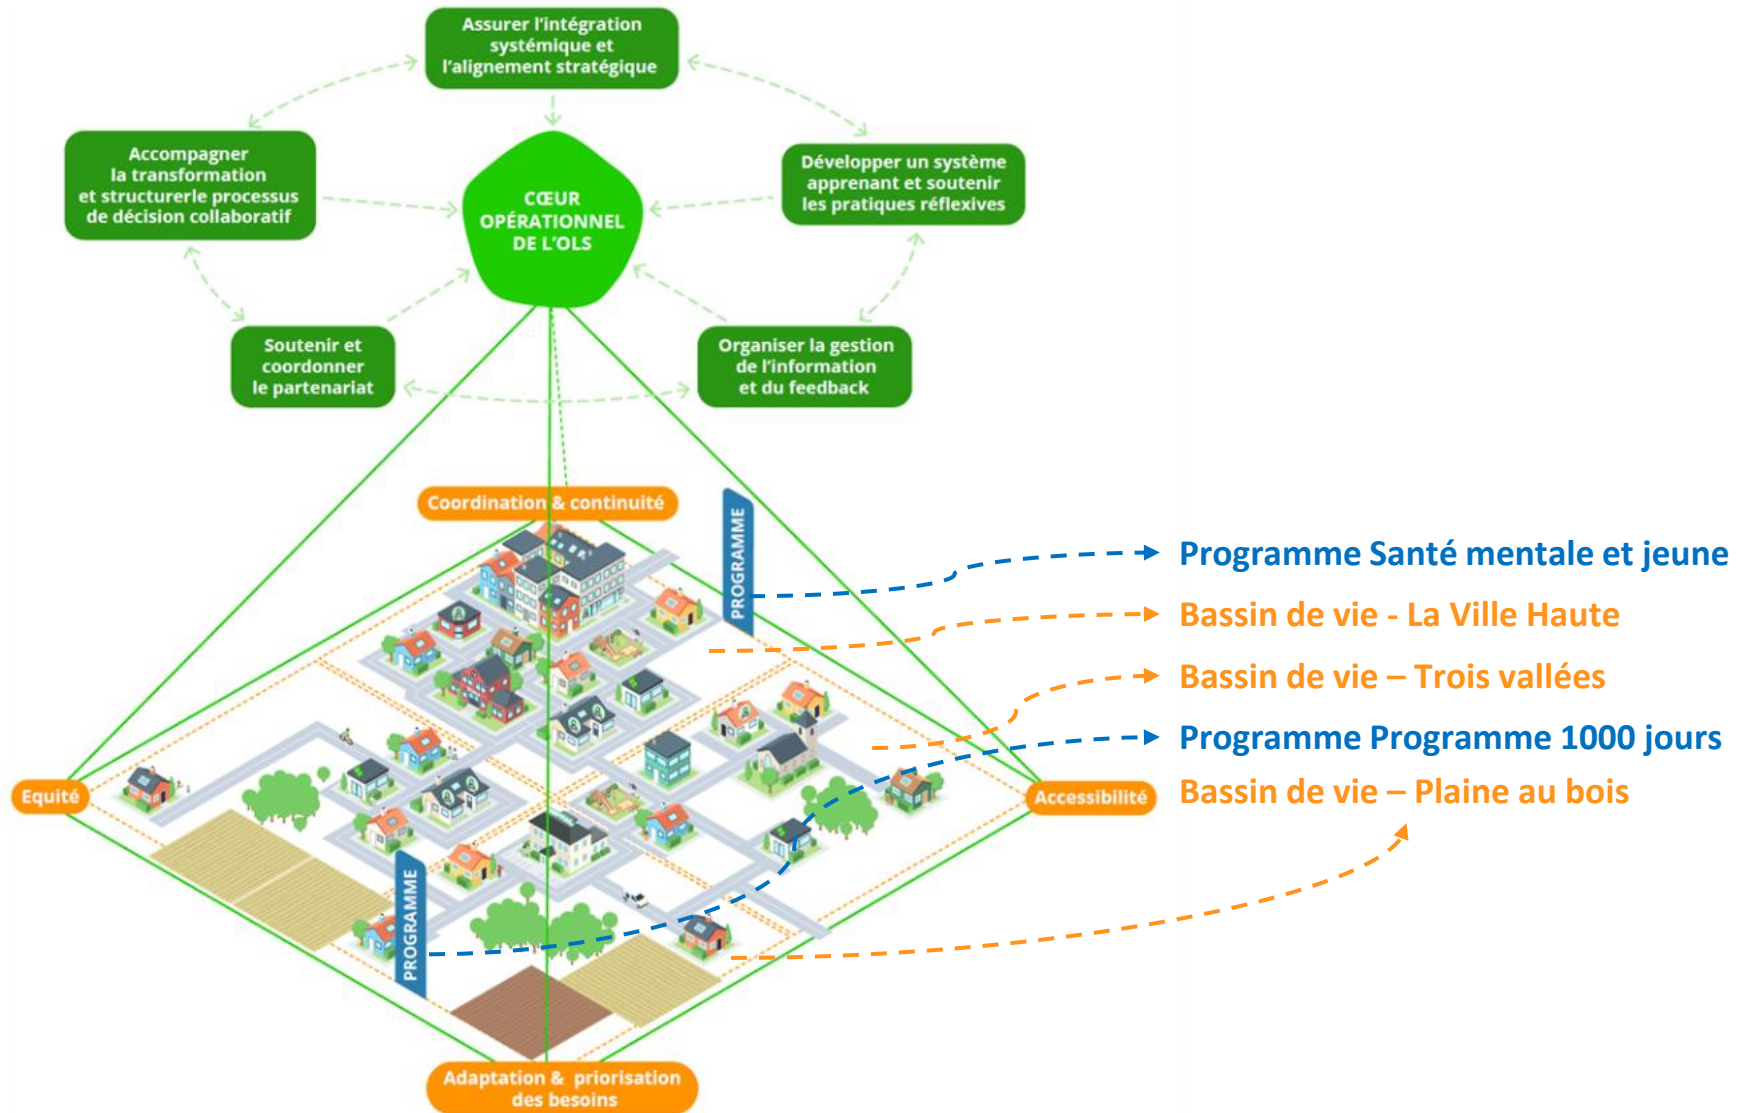 Assurer l'intégration
systémique et
l'alignement stratégique
Accompagner
la transformation
et structurerle processus
de décision collaboratif
CŒUR
OPÉRATIONNEL
DE L'OLS
Développer un système
apprenant et soutenir
les pratiques réflexives
Soutenir et
coordonner
le partenariat
Organiser la gestion
de l'information
et du feedback
Coordination & continuité
PROGRAMME
Programme Santé mentale et jeune
Bassin de vie - La Ville Haute
Bassin de vie – Trois vallées
Programme Programme 1000 jours
Bassin de vie – Plaine au bois
Equité
Accessibilité
PROGRAMME
Adaptation & priorisation
des besoins